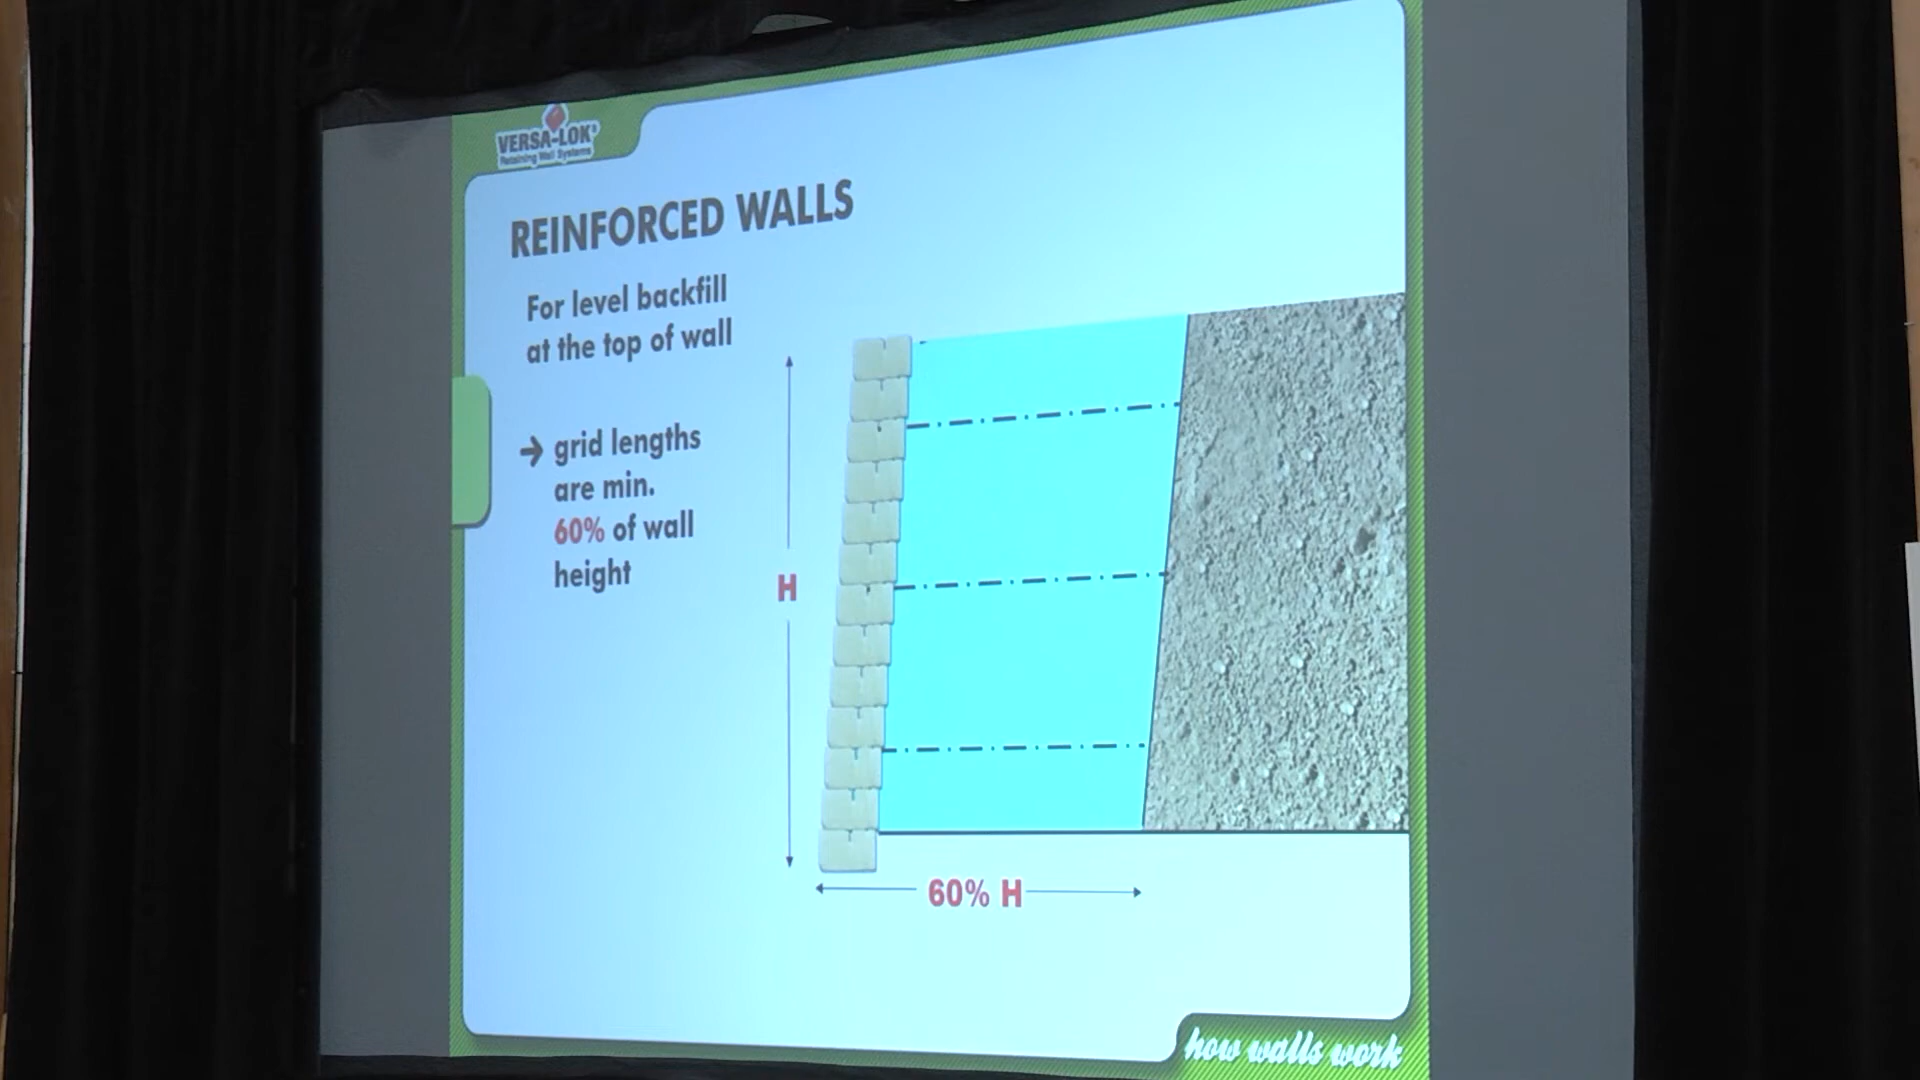 VERSA-LOK®
Retaining Wall Systems
REINFORCED WALLS
For level backfill
at the top of wall
→ grid lengths
are min.
60% of wall
height
H
60% H
how walls work